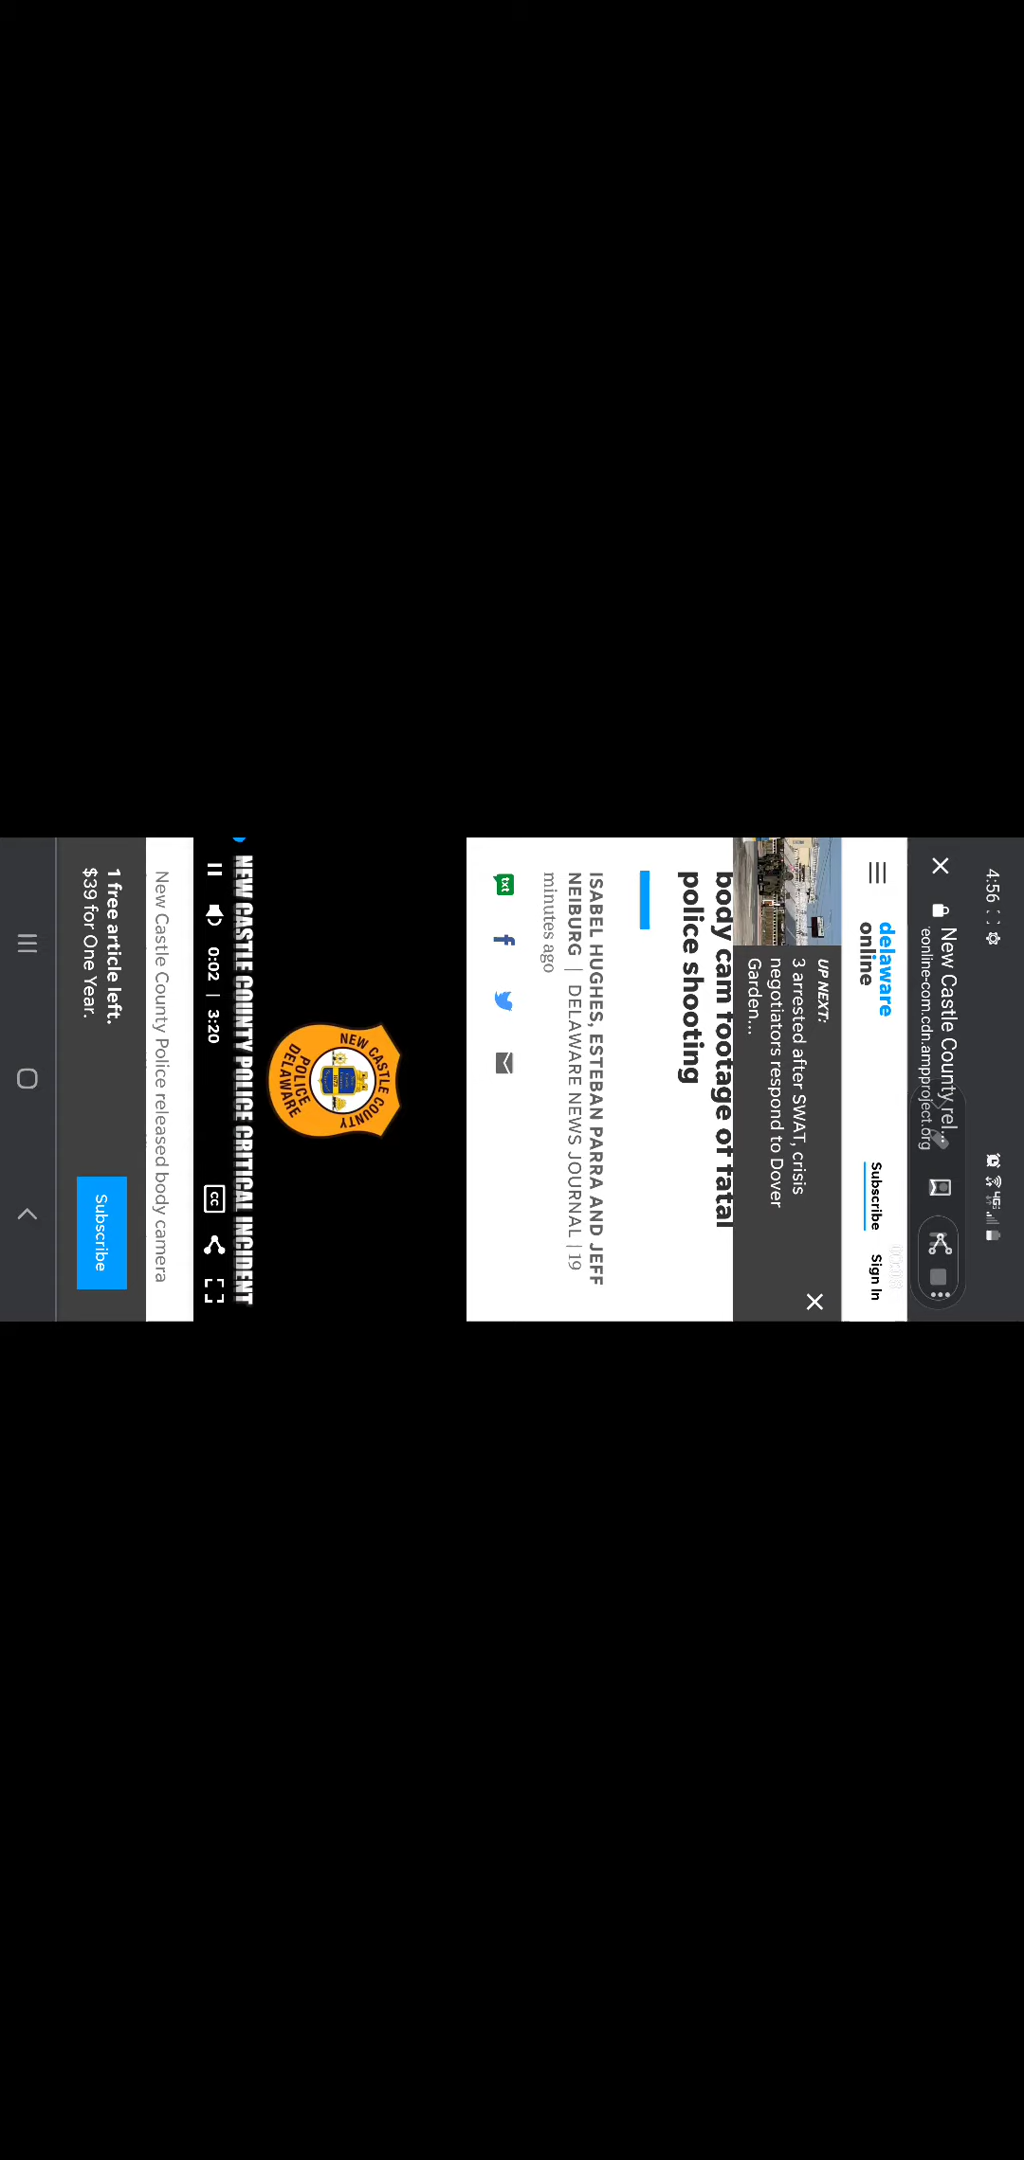 4:56
New Castle County rel...
eonline-com.cdn.ampproject.org
delaware
online
Subscribe
Sign In
UP NEXT:
3 arrested after SWAT, crisis
negotiators respond to Dover
Garden...
body cam footage of fatal
police shooting
ISABEL HUGHES, ESTEBAN PARRA AND JEFF
NEIBURG | DELAWARE NEWS JOURNAL | 19
minutes ago
txt
NEW CASTLE COUNTY
POLICE
DELAWARE
NEW CASTLE COUNTY POLICE CRITICAL INCIDENT
0:02 | 3:20
CC
New Castle County Police released body camera
1 free article left.
$39 for One Year.
Subscribe